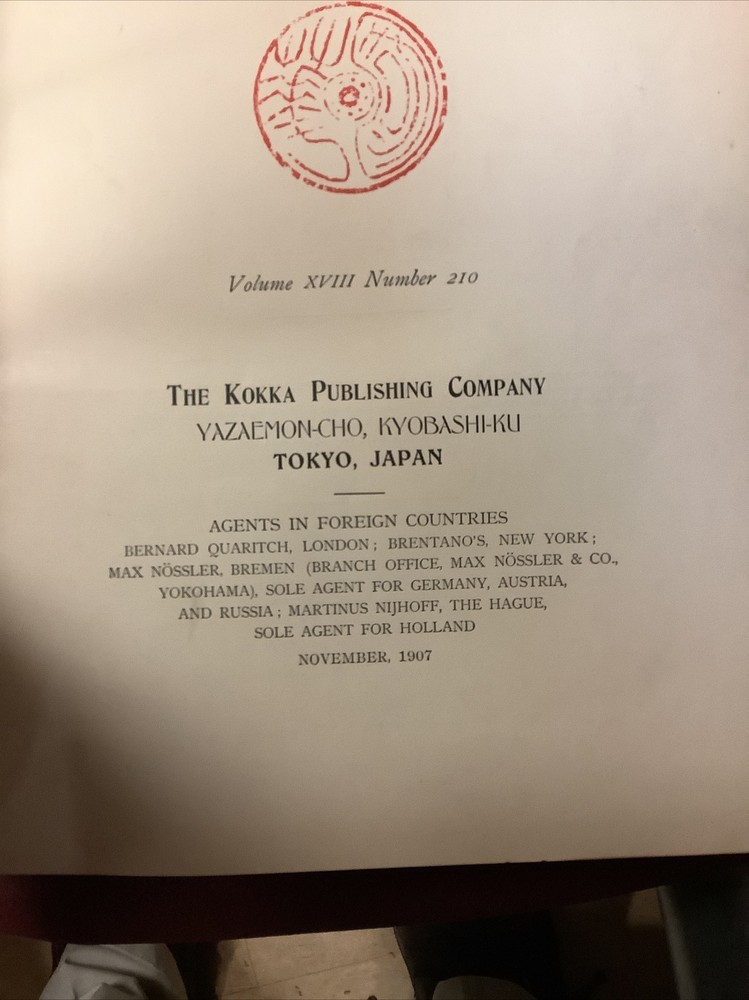 Volume XVIII Number 210
THE KOKKA PUBLISHING COMPANY
YAZAEMON-CHO, KYOBASHI-KU
TOKYO, JAPAN
AGENTS IN FOREIGN COUNTRIES
BERNARD QUARITCH, LONDON; BRENTANO'S, NEW YORK;
MAX NÖSSLER, BREMEN (BRANCH OFFICE, MAX NÖSSLER & CO.,
YOKOHAMA), SOLE AGENT FOR GERMANY, AUSTRIA,
AND RUSSIA; MARTINUS NIJHOFF, THE HAGUE,
SOLE AGENT FOR HOLLAND
NOVEMBER, 1907